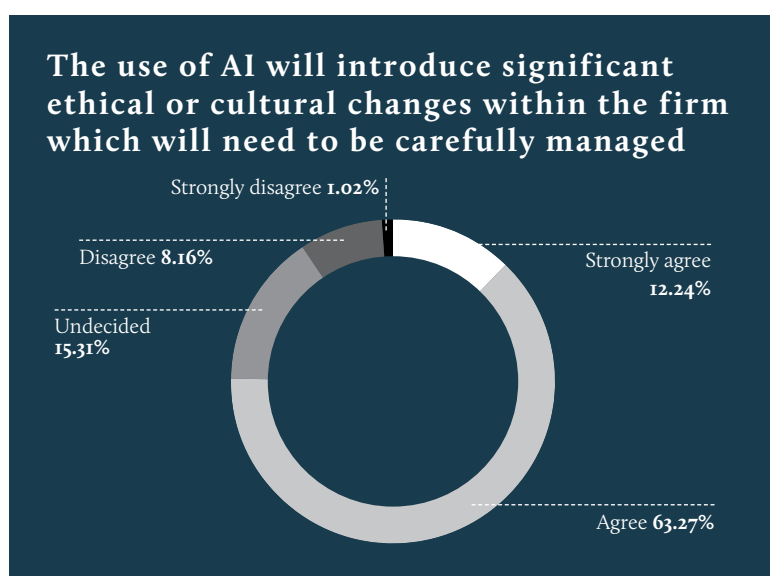 The use of AI will introduce significant
ethical or cultural changes within the firm
which will need to be carefully managed
Strongly disagree 1.02%
Disagree 8.16%
Strongly agree
12.24%
Undecided
15.31%
Agree 63.27%